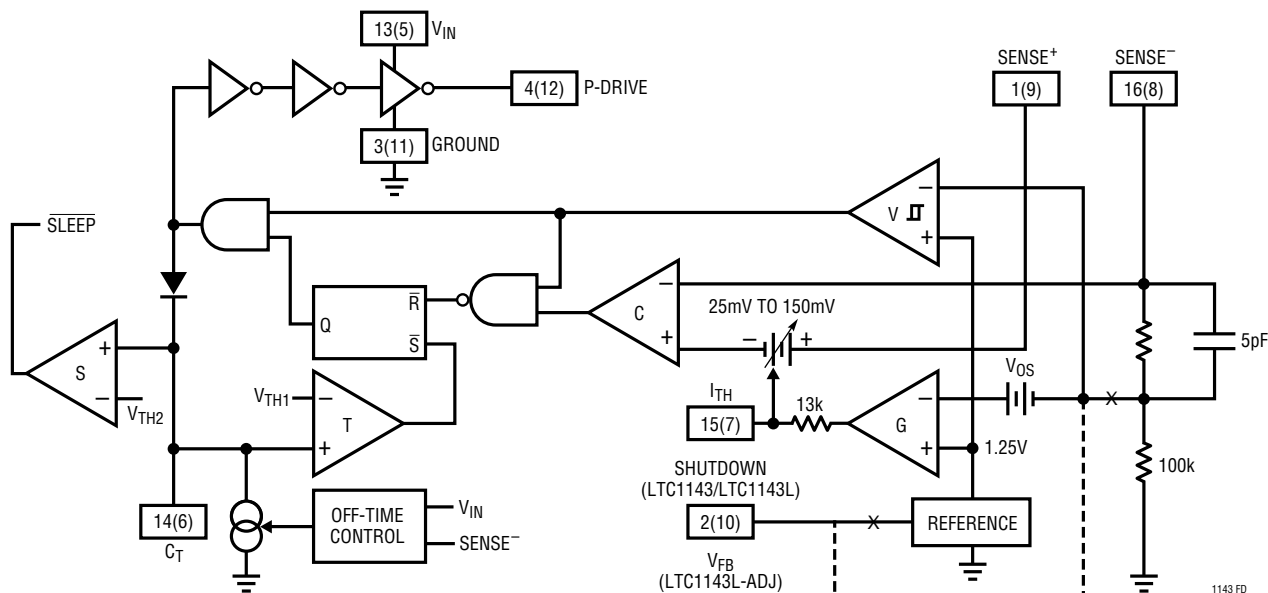 13(5) V_IN
SENSE⁺
SENSE⁻
4(12) P-DRIVE
1(9)
16(8)
3(11) GROUND
SLEEP
V
−
+
C
−
+
25mV TO 150mV
− +
5pF
Q
R
S
S
+
−
V_TH2
V_TH1
T
−
+
I_TH
15(7)
13k
G
−
+
V_OS
X
1.25V
100k
SHUTDOWN
(LTC1143/LTC1143L)
2(10)
X
REFERENCE
V_FB
(LTC1143L-ADJ)
14(6)
C_T
OFF-TIME
CONTROL
V_IN
SENSE⁻
1143 FD